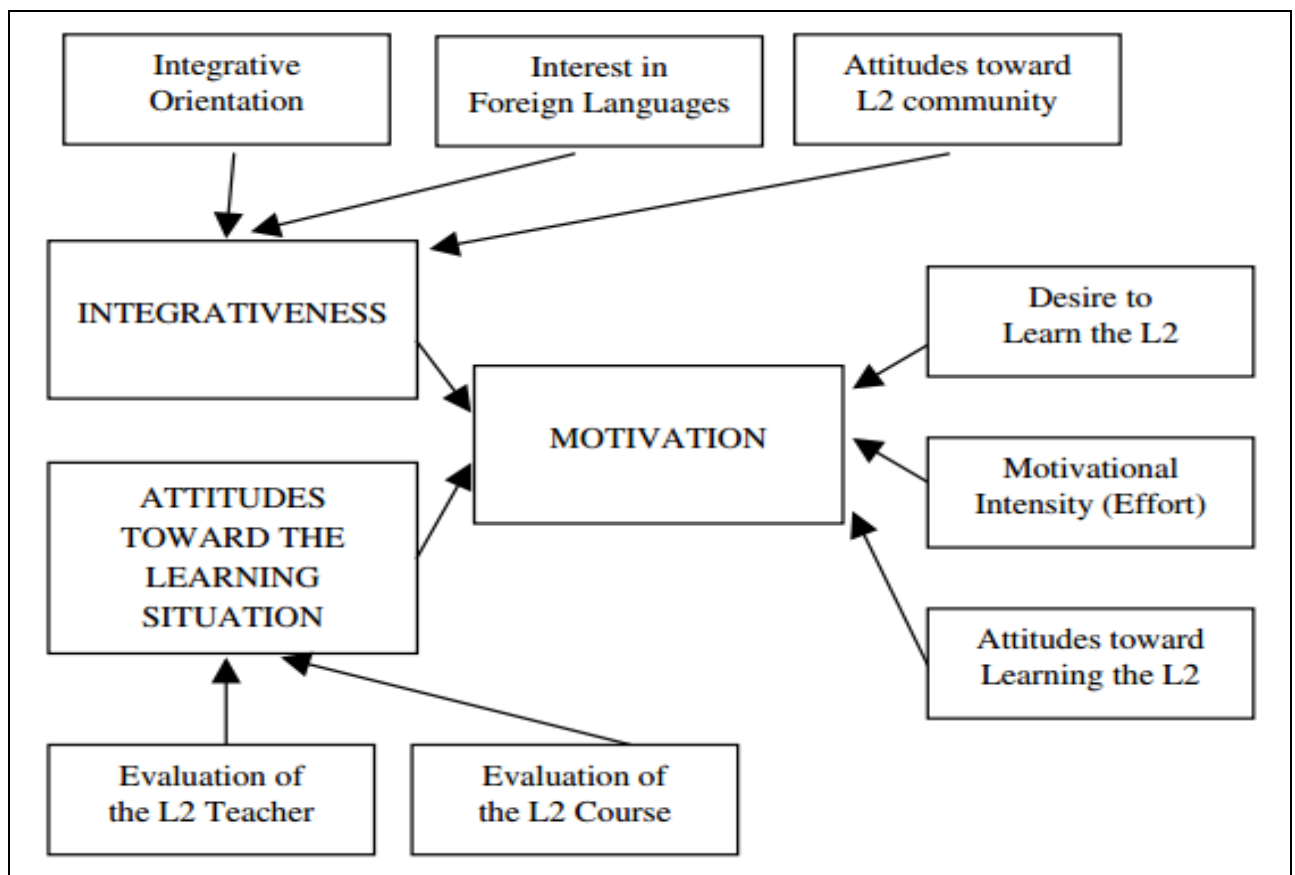 Integrative
Orientation
Interest in
Foreign Languages
Attitudes toward
L2 community
INTEGRATIVENESS
Desire to
Learn the L2
MOTIVATION
Motivational
Intensity (Effort)
ATTITUDES
TOWARD THE
LEARNING
SITUATION
Attitudes toward
Learning the L2
Evaluation of
the L2 Teacher
Evaluation of
the L2 Course